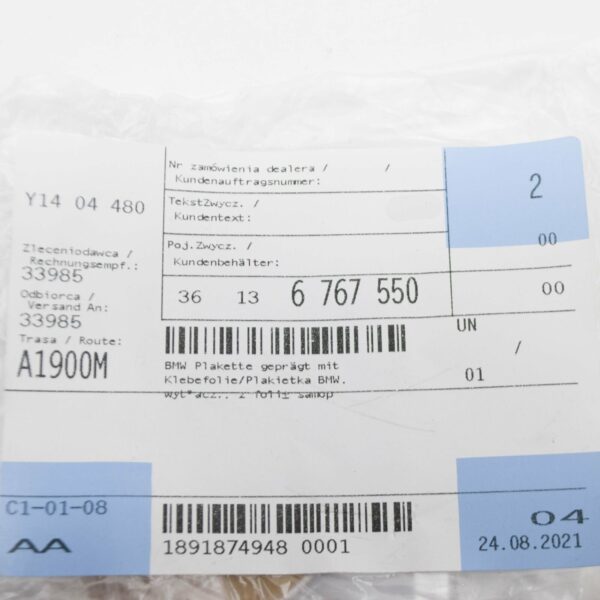 Y14 04 480
Zleceniodawca /
Rechnungsempf.:
33985
Odbiorca /
Versand An:
33985
Trasa / Route:
A1900M
Nr zamówienia dealera / /
Kundenauftragsnummer:
TekstZwycz. /
Kundentext:
Poj.Zwycz. /
Kundenbehälter:
36 13 6 767 550
BMW Plakette geprägt mit
Klebefolie/Plakietka BMW.
2
00
00
UN
/
01
C1-01-08
AA
1891874948 0001
04
24.08.2021